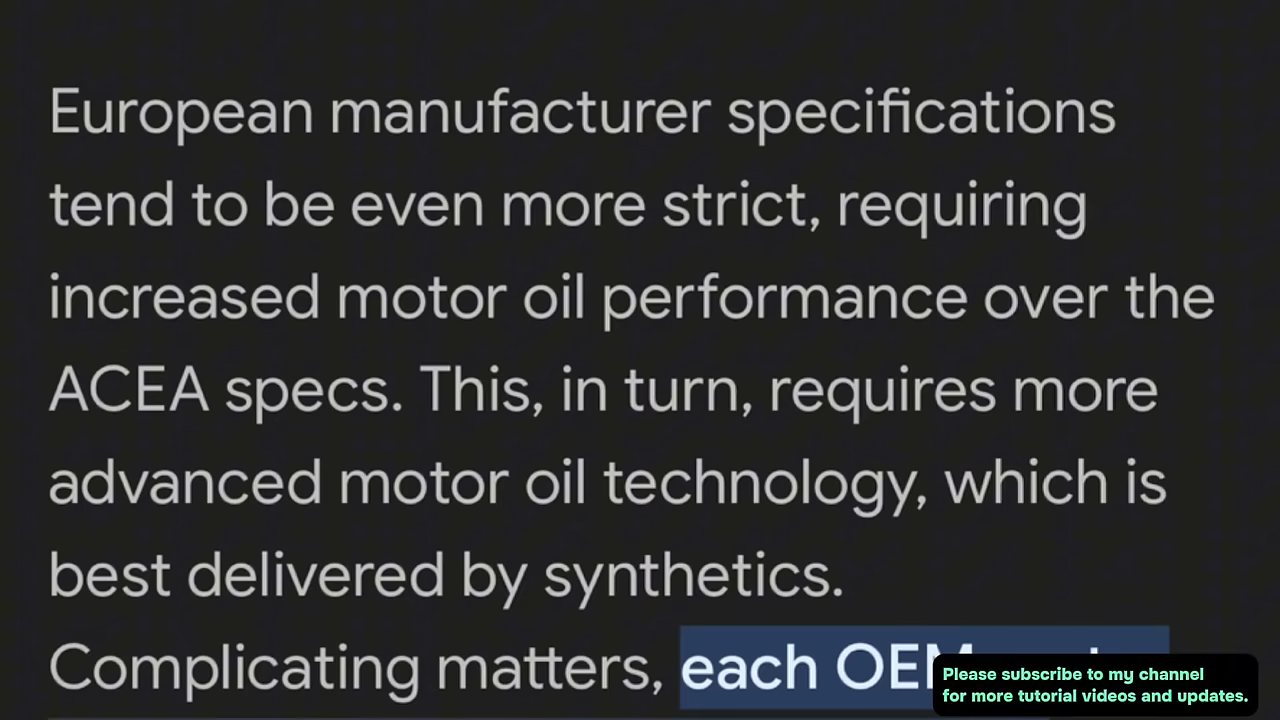 European manufacturer specifications
tend to be even more strict, requiring
increased motor oil performance over the
ACEA specs. This, in turn, requires more
advanced motor oil technology, which is
best delivered by synthetics.
Complicating matters, each OEM
Please subscribe to my channel
for more tutorial videos and updates.